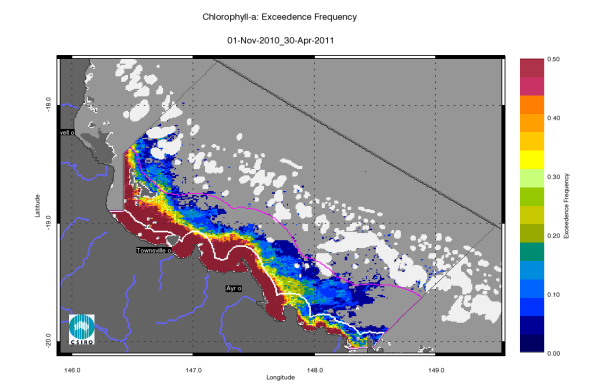 Chlorophyll-a: Exceedence Frequency
01-Nov-2010_30-Apr-2011
-18.0
-19.0
-20.0
Latitude
well o
Townsville o
Ayr o
CSIRO
146.0 147.0 148.0 149.0
Longitude
0.50
0.40
0.30
0.20
0.10
0.00
Exceedence Frequency